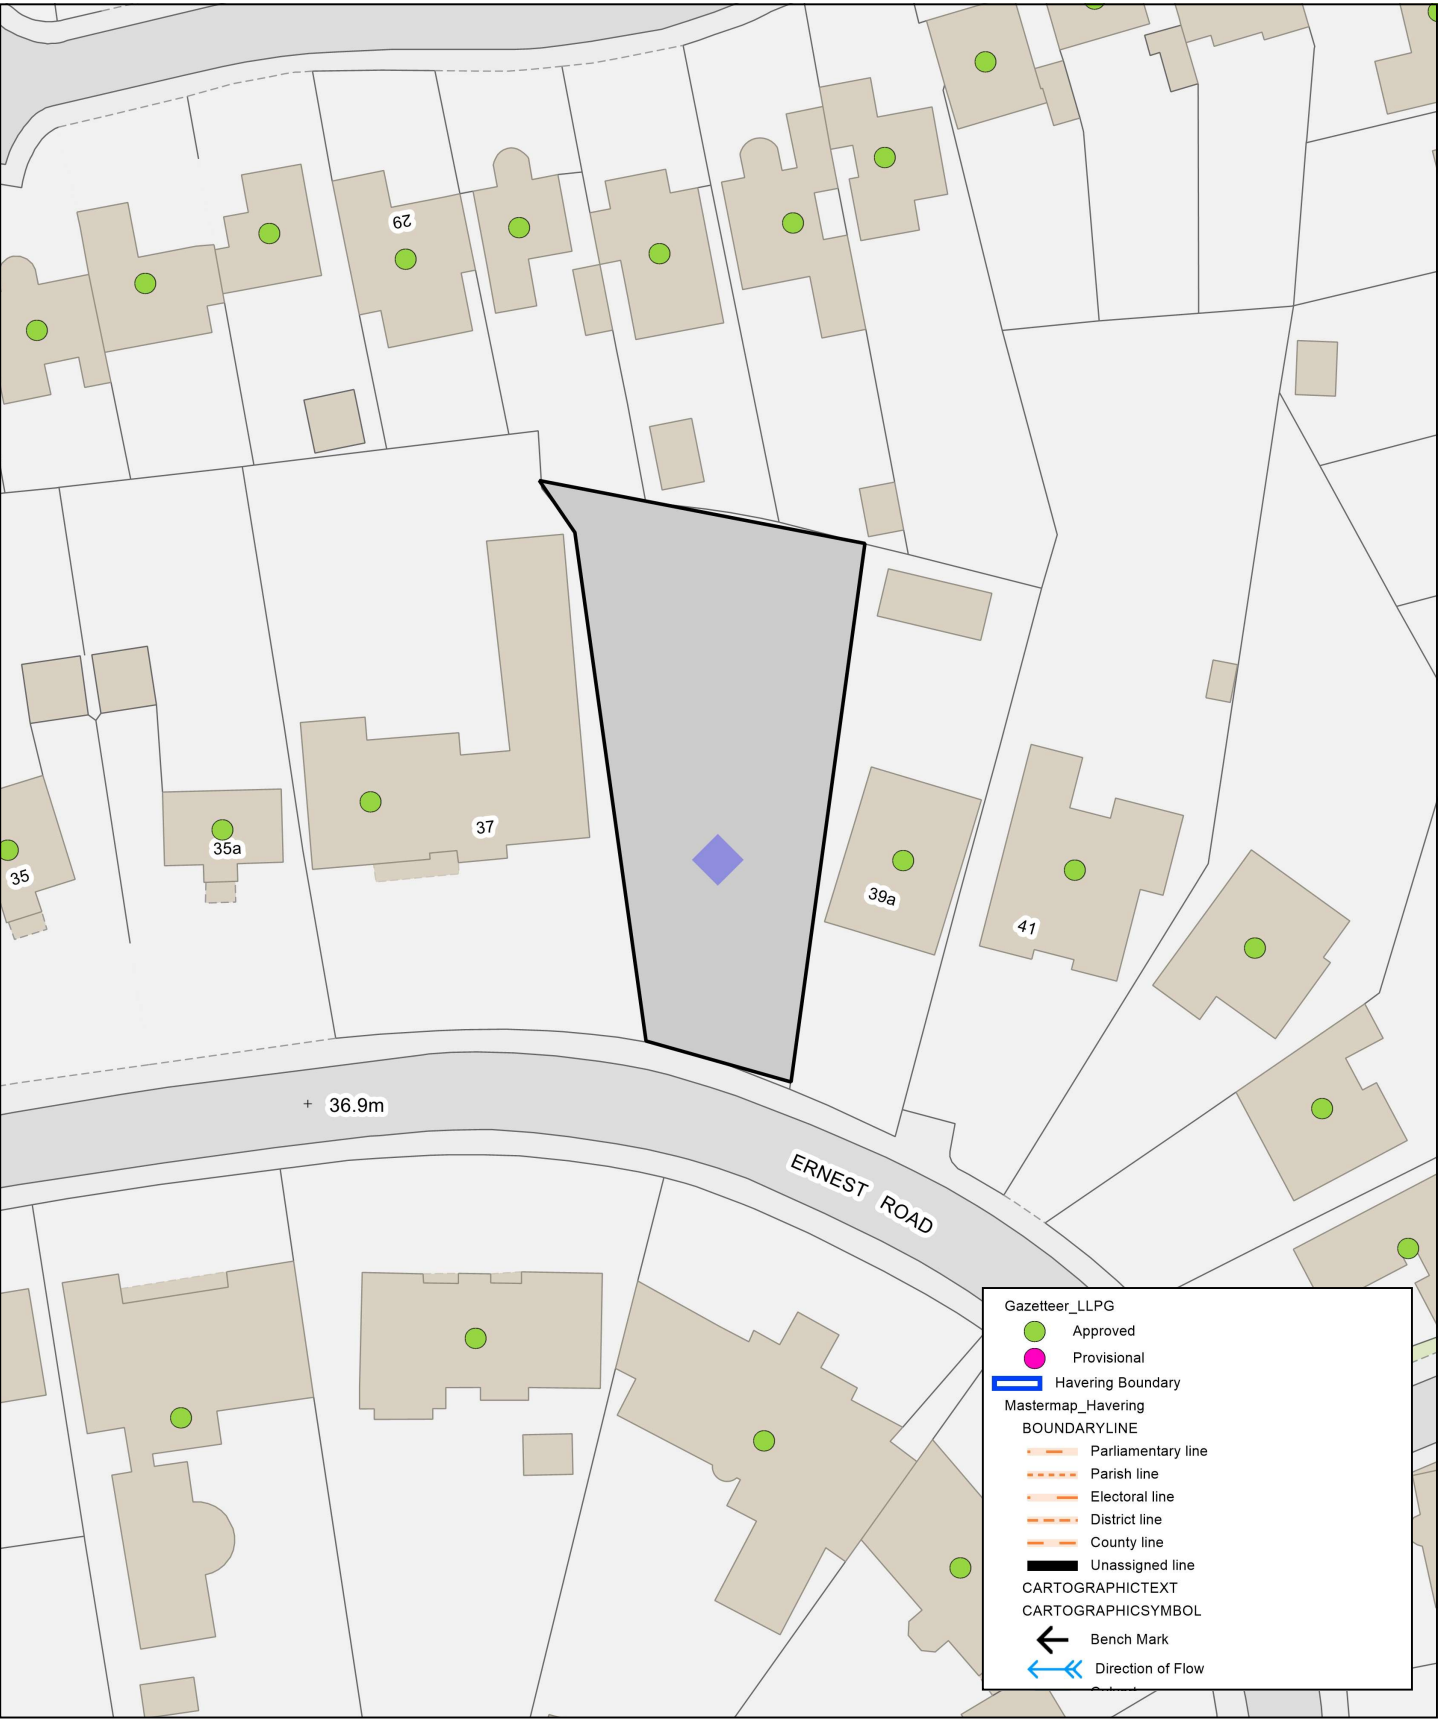 29
35
35a
37
39a
41
+ 36.9m
ERNEST ROAD
Gazetteer_LLPG
Approved
Provisional
Havering Boundary
Mastermap_Havering
BOUNDARYLINE
Parliamentary line
Parish line
Electoral line
District line
County line
Unassigned line
CARTOGRAPHICTEXT
CARTOGRAPHICSYMBOL
Bench Mark
Direction of Flow